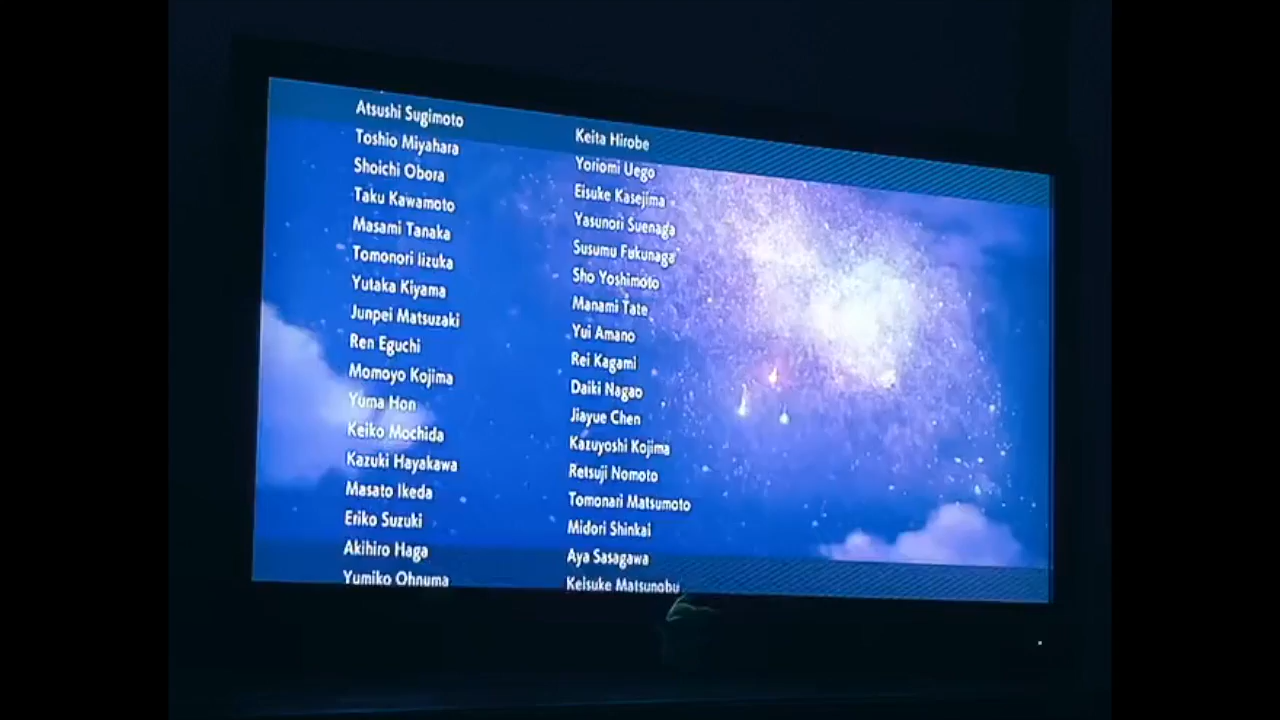 Atsushi Sugimoto
Toshio Miyahara
Shoichi Obora
Taku Kawamoto
Masami Tanaka
Tomonori Iizuka
Yutaka Kiyama
Junpei Matsuzaki
Ren Eguchi
Momoyo Kojima
Yuma Hon
Keiko Mochida
Kazuki Hayakawa
Masato Ikeda
Eriko Suzuki
Akihiro Haga
Yumiko Ohnuma
Keita Hirobe
Yoriomi Uego
Eisuke Kasejima
Yasunori Suenaga
Susumu Fukunaga
Sho Yoshimoto
Manami Tate
Yui Amano
Rei Kagami
Daiki Nagao
Jiayue Chen
Kazuyoshi Kojima
Retsuji Nomoto
Tomonari Matsumoto
Midori Shinkai
Aya Sasagawa
Keisuke Matsunobu